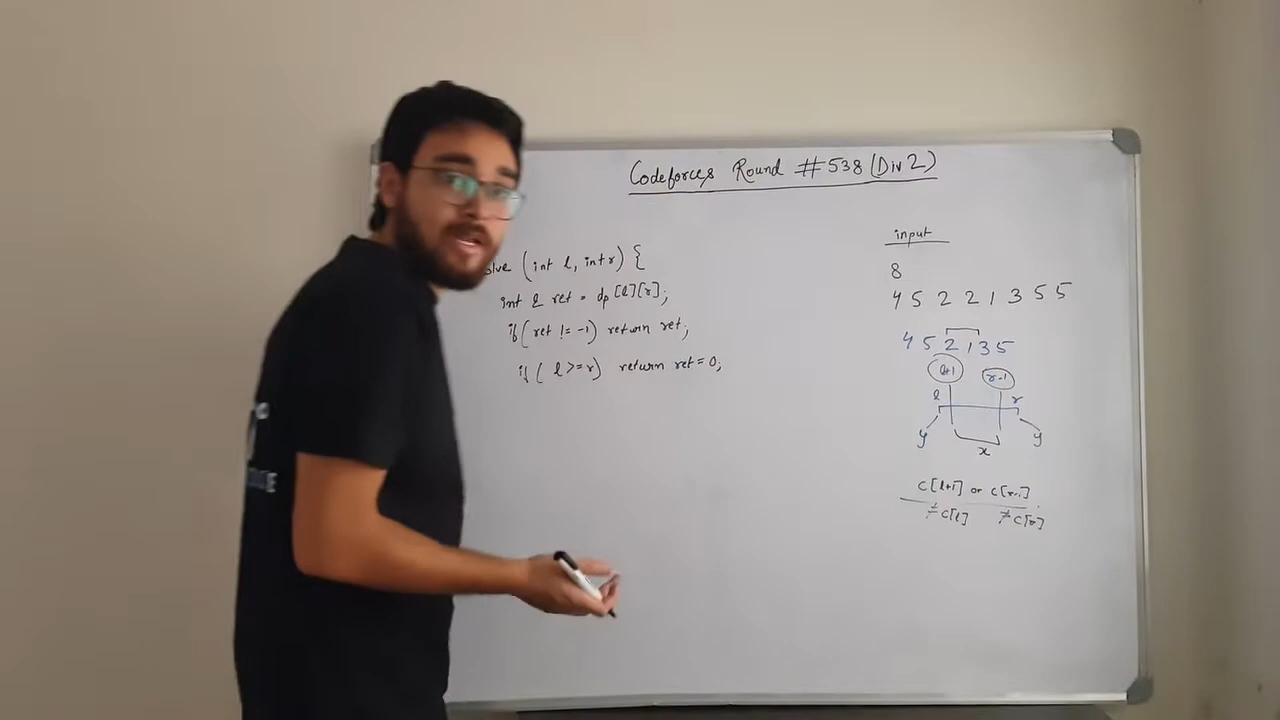 Codeforces Round #538 (Div 2)
(int l, int r) {
int & ret = dp[l][r];
if (ret != -1) return ret;
if ( l >= r) return ret = 0;
input
8
4 5 2 2 1 3 5 5
4 5 2 1 3 5
l+1 r-1
l r
y y
x
c[l+1] or c[r-1]
≠ c[l] ≠ c[r]